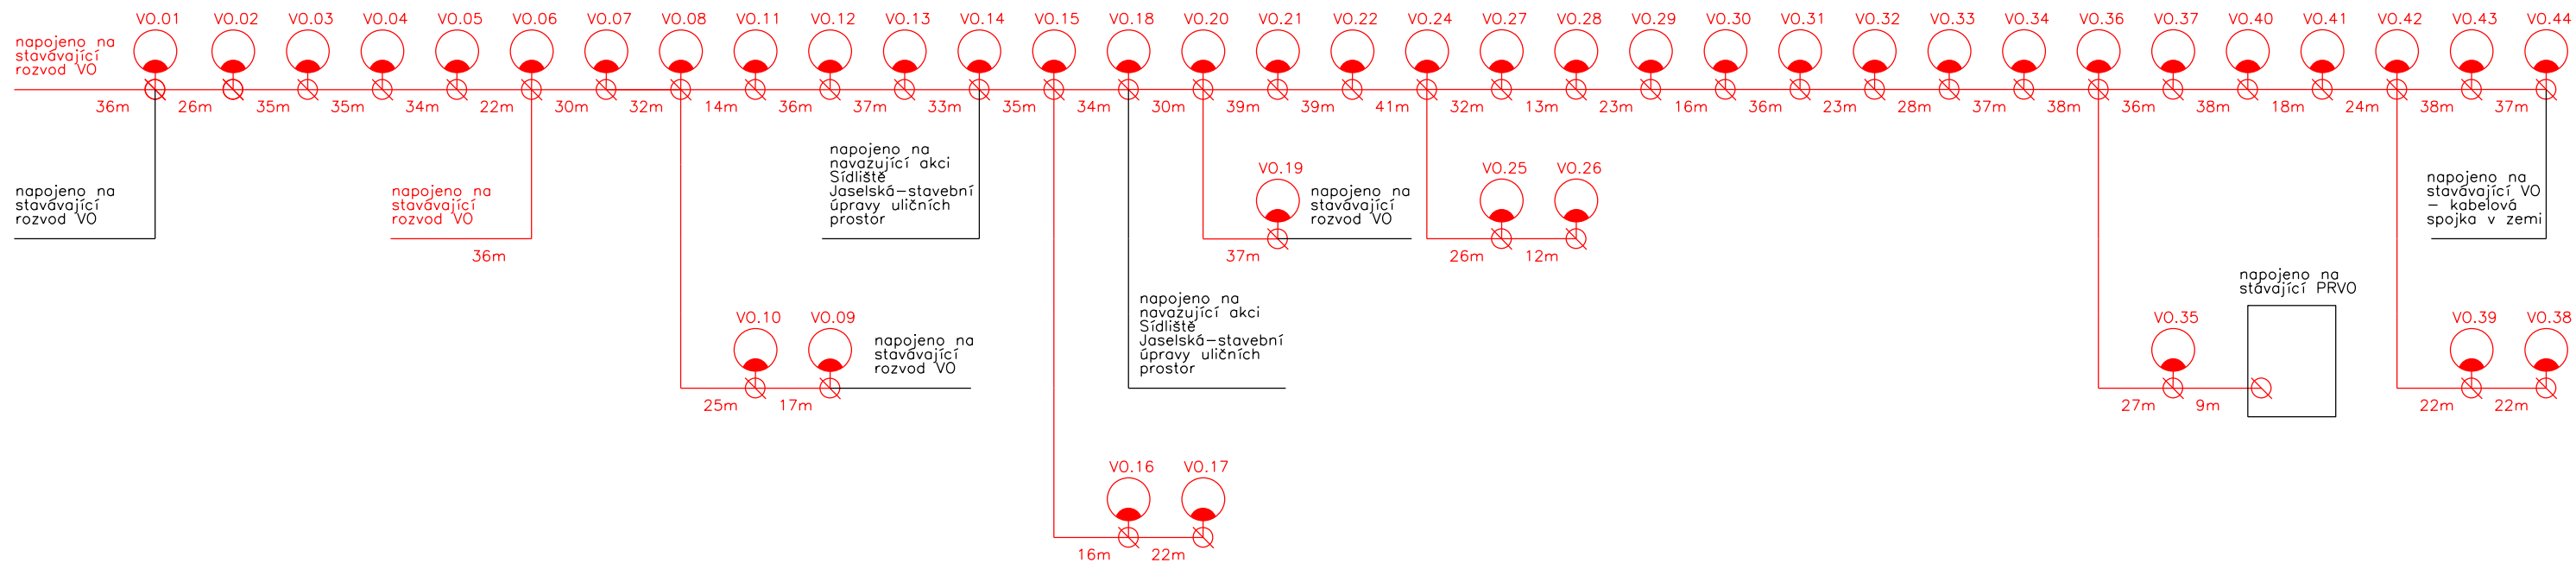 VO.01 VO.02 VO.03 VO.04 VO.05 VO.06 VO.07 VO.08 VO.11 VO.12 VO.13 VO.14 VO.15 VO.18 VO.20 VO.21 VO.22 VO.24 VO.27 VO.28 VO.29 VO.30 VO.31 VO.32 VO.33 VO.34 VO.36 VO.37 VO.40 VO.41 VO.42 VO.43 VO.44
napojeno na
stávávající
rozvod VO
36m 26m 35m 35m 34m 22m 30m 32m 14m 36m 37m 33m 35m 34m 30m 39m 39m 41m 32m 13m 23m 16m 36m 23m 28m 37m 38m 36m 38m 18m 24m 38m 37m
napojeno na
stávávající
rozvod VO
napojeno na
stávávající
rozvod VO
36m
napojeno na
navazující akci
Sídliště
Jaselská-stavební
úpravy uličních
prostor
VO.19
napojeno na
stávávající
rozvod VO
37m
VO.25 VO.26
26m 12m
napojeno na
stávávající VO
- kabelová
spojka v zemi
VO.10 VO.09
napojeno na
stávávající
rozvod VO
25m 17m
napojeno na
navazující akci
Sídliště
Jaselská-stavební
úpravy uličních
prostor
napojeno na
stávající PRVO
VO.35
27m 9m
VO.39 VO.38
22m 22m
VO.16 VO.17
16m 22m